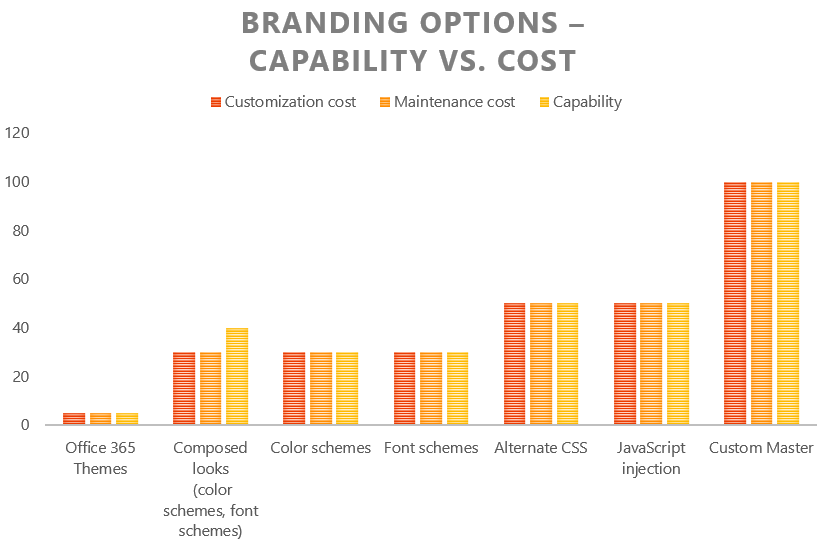 BRANDING OPTIONS –
CAPABILITY VS. COST
Customization cost Maintenance cost Capability
120
100
80
60
40
20
0
Office 365
Themes
Composed
looks
(color
schemes, font
schemes)
Color schemes
Font schemes
Alternate CSS
JavaScript
injection
Custom Master